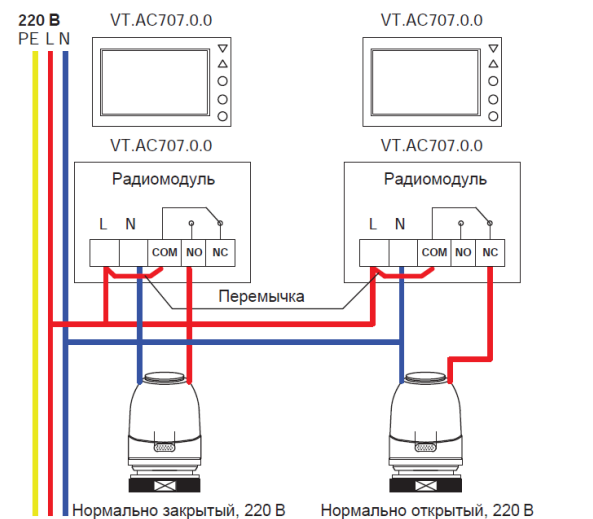 220 В
PE L N
VT.AC707.0.0
VT.AC707.0.0
VT.AC707.0.0
VT.AC707.0.0
Радиомодуль
Радиомодуль
L N
COM NO NC
L N
COM NO NC
Перемычка
Нормально закрытый, 220 В
Нормально открытый, 220 В